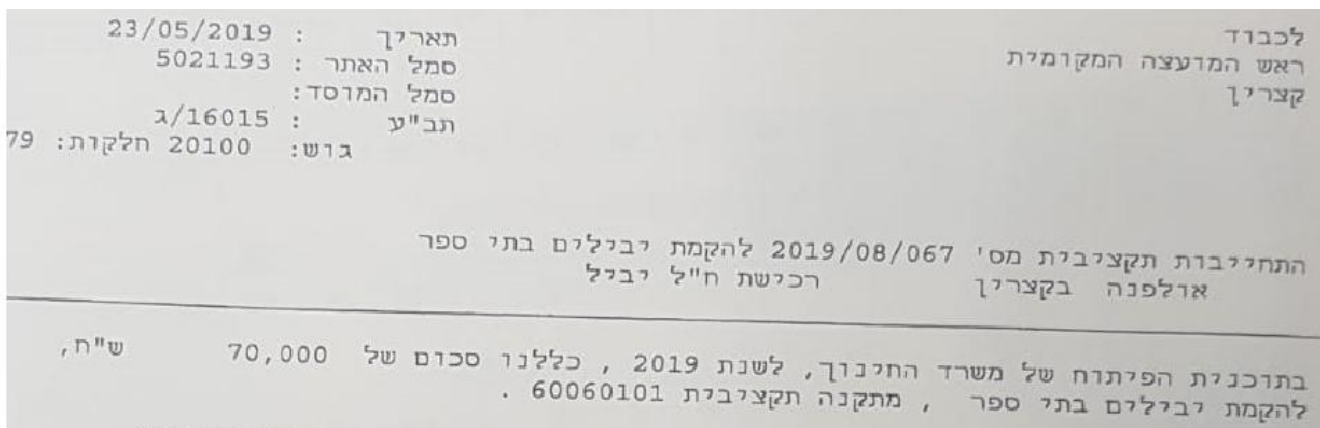 לכבוד
ראש המועצה המקומית
קצרין
תאריך : 23/05/2019
סמל האתר : 5021193
סמל המוסד:
תב"ע : 16015/ג
גוש: 20100 חלקות: 79
התחייבות תקציבית מס' 2019/08/067 להקמת יבילים בתי ספר
אולפנה בקצרין רכישת ח"ל יביל
בתוכנית הפיתוח של משרד החינוך, לשנת 2019 , כללנו סכום של 70,000 ש"ח,
להקמת יבילים בתי ספר , מתקנה תקציבית 60060101 .